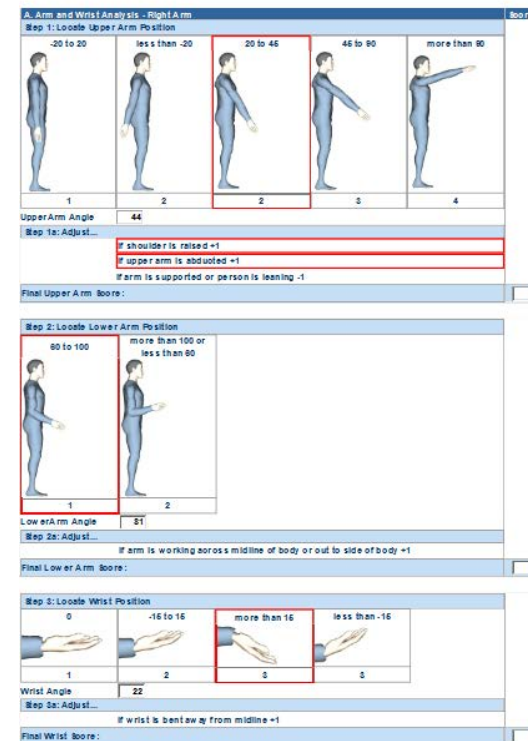 A. Arm and Wrist Analysis - Right Arm
Step 1: Locate Upper Arm Position
-20 to 20 less than -20 20 to 45 45 to 90 more than 90
1 2 2 3 4
Upper Arm Angle 44
Step 1a: Adjust...
If shoulder is raised +1
If upper arm is abducted +1
If arm is supported or person is leaning -1
Final Upper Arm Score:
Step 2: Locate Lower Arm Position
60 to 100 more than 100 or
less than 60
1 2
LowerArm Angle 81
Step 2a: Adjust...
If arm is working across midline of body or out to side of body +1
Final Lower Arm Score:
Step 3: Locate Wrist Position
0 -15 to 15 more than 15 less than -15
1 2 3 3
Wrist Angle 22
Step 3a: Adjust...
If wrist is bent away from midline +1
Final Wrist Score: